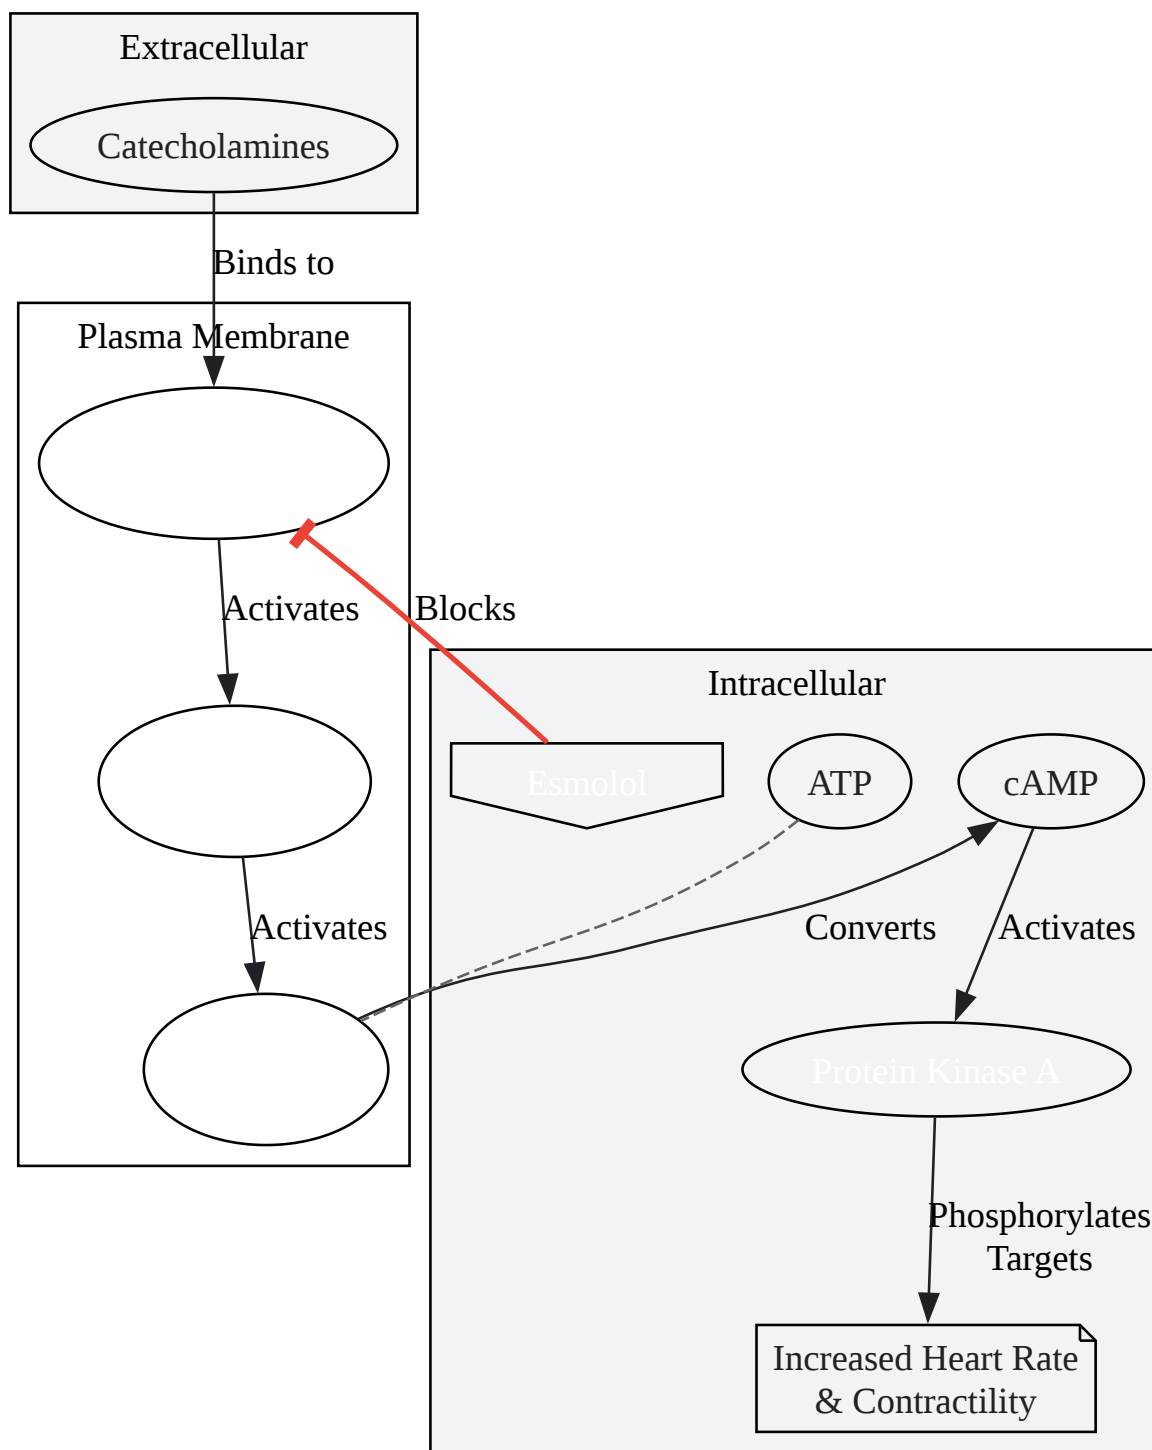 Extracellular
Catecholamines
Binds to
Plasma Membrane
Activates
Blocks
Intracellular
Esmolol
ATP
cAMP
Activates
Converts
Activates
Protein Kinase A
Phosphorylates
Targets
Increased Heart Rate
& Contractility